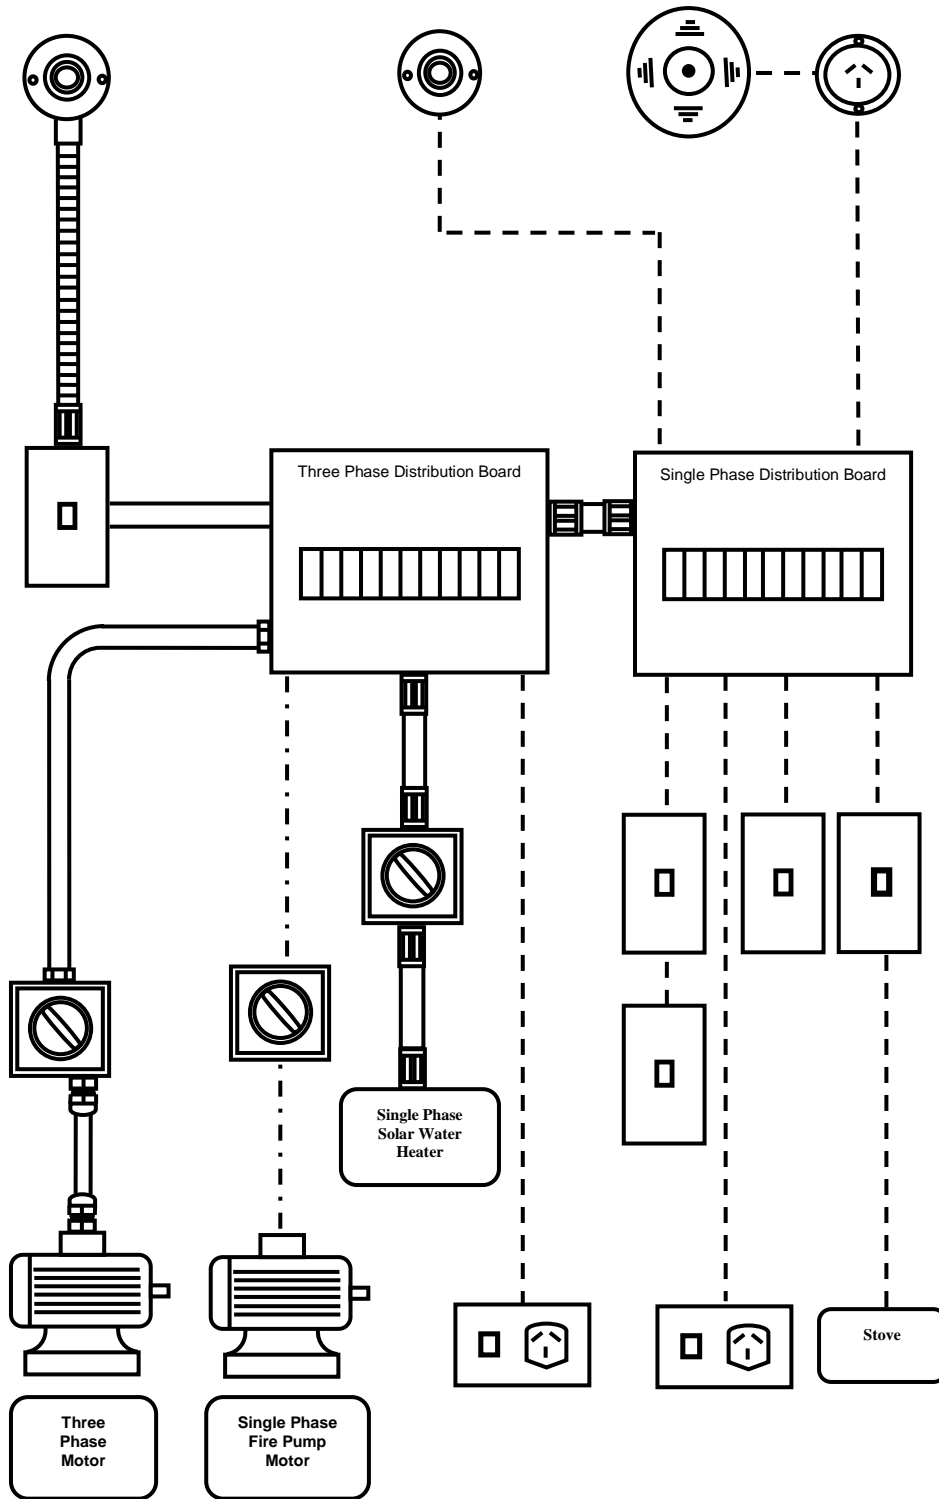 Three Phase Distribution Board
Single Phase Distribution Board
Single Phase
Solar Water
Heater
Stove
Three
Phase
Motor
Single Phase
Fire Pump
Motor